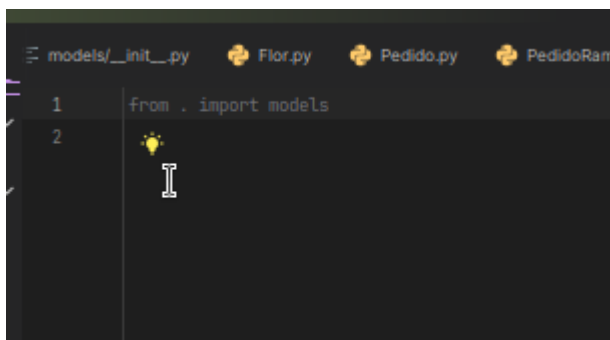 models/__init__.py Flor.py Pedido.py PedidoRam
1 from . import models
2